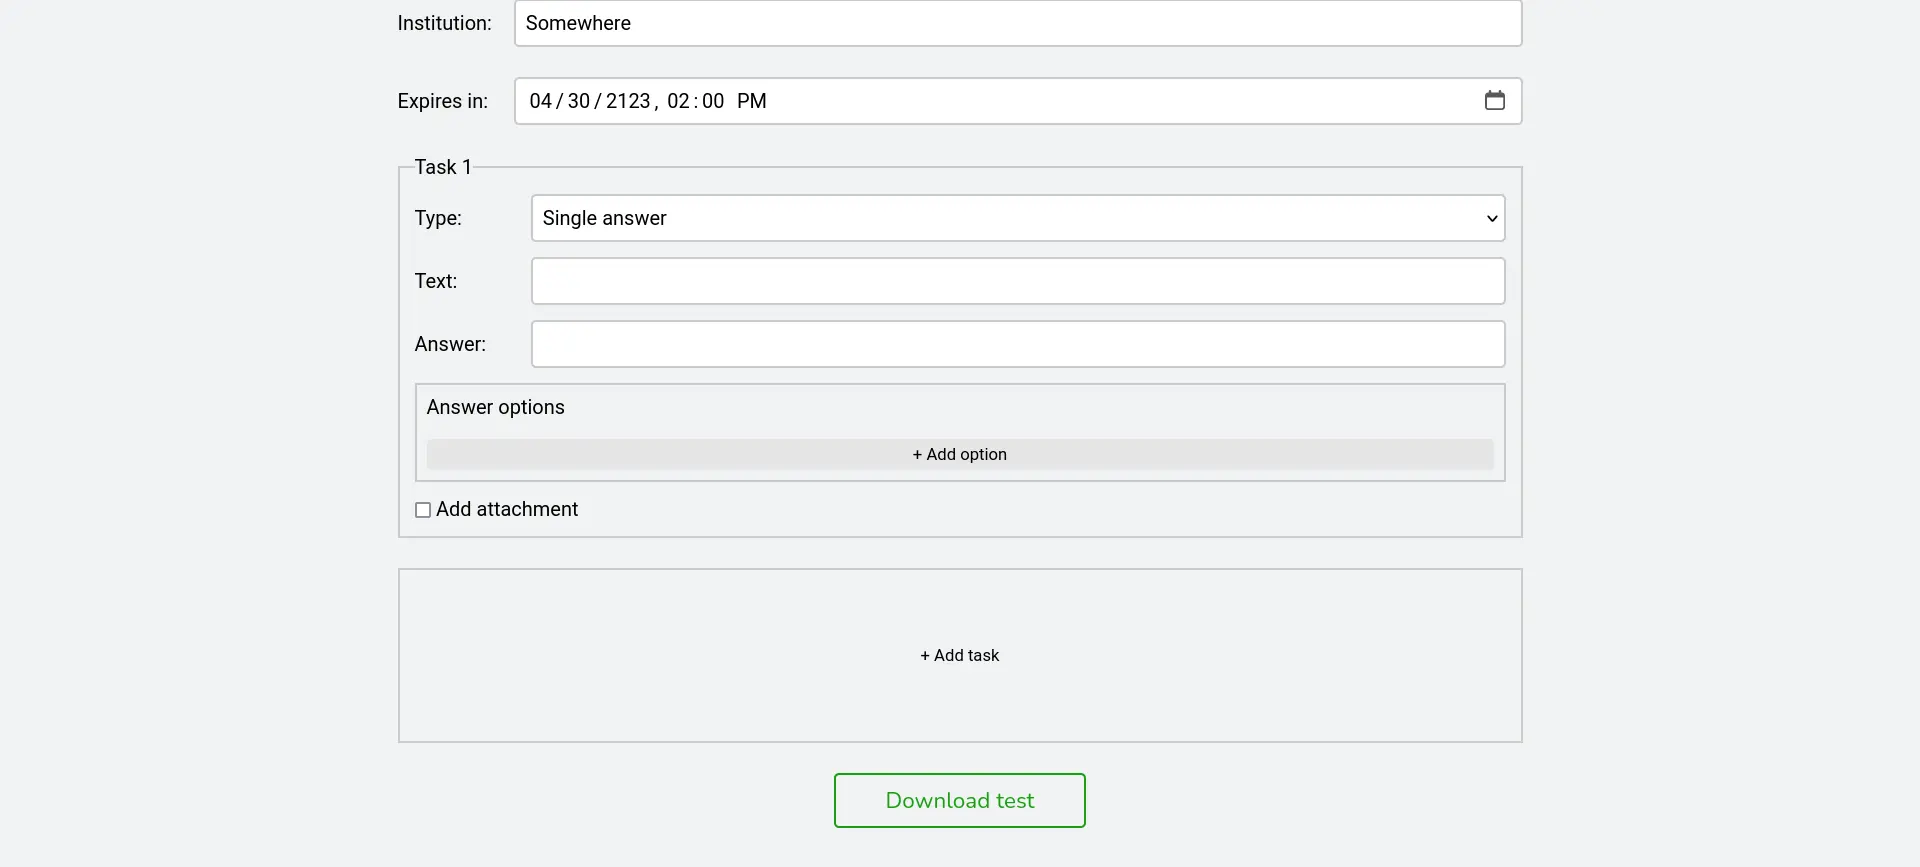 Institution: Somewhere
Expires in: 04/30/2123, 02:00 PM
Task 1
Type: Single answer
Text:
Answer:
Answer options
+ Add option
Add attachment
+ Add task
Download test